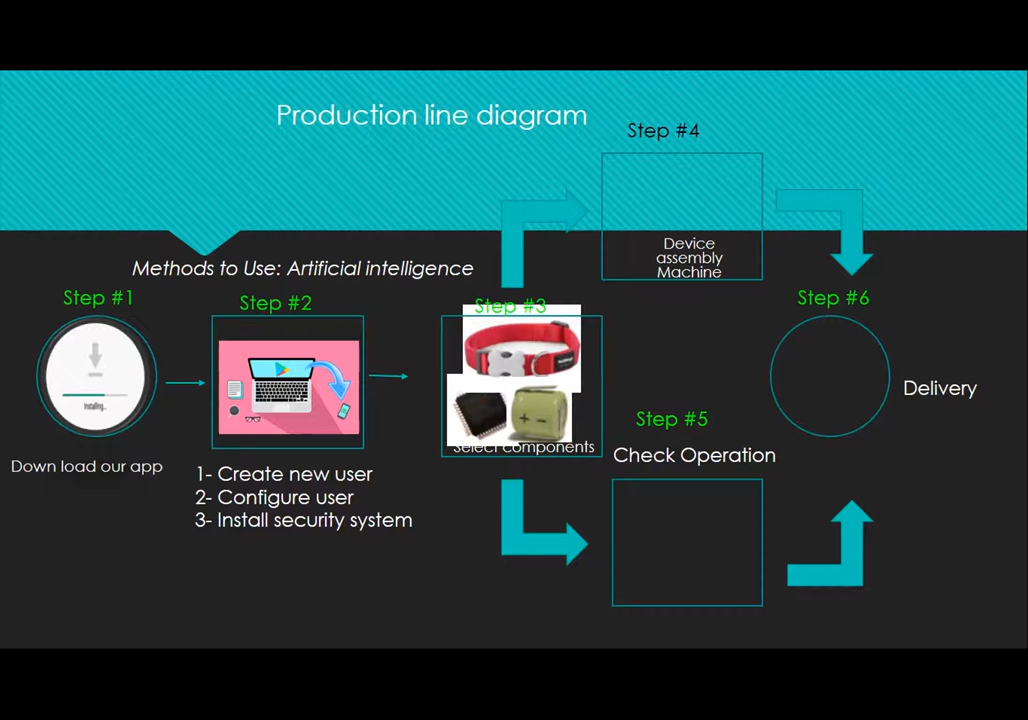 Production line diagram
Step #4
Device
assembly
Machine
Methods to Use: Artificial intelligence
Step #1
Step #2
Step #3
Step #6
Installing...
Select components
Delivery
Step #5
Check Operation
Down load our app
1- Create new user
2- Configure user
3- Install security system